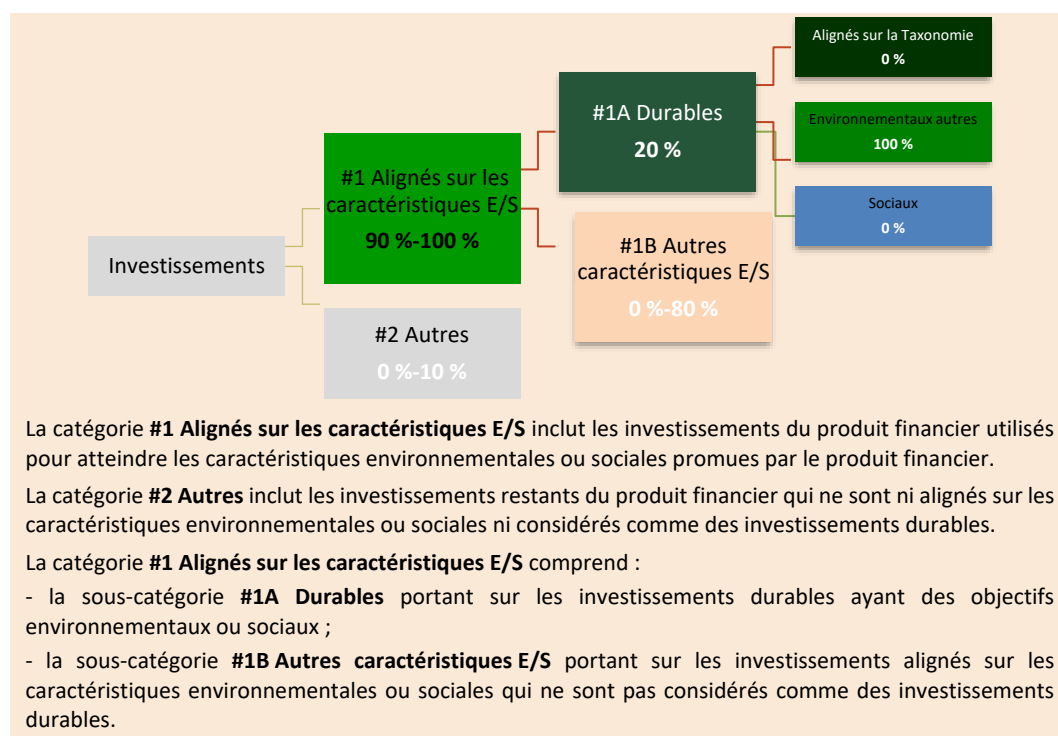 Alignés sur la Taxonomie
0 %
#1A Durables
20 %
Environnementaux autres
100 %
#1 Alignés sur les
caractéristiques E/S
90 %-100 %
Sociaux
0 %
#1B Autres
caractéristiques E/S
0 %-80 %
Investissements
#2 Autres
0 %-10 %
La catégorie #1 Alignés sur les caractéristiques E/S inclut les investissements du produit financier utilisés
pour atteindre les caractéristiques environnementales ou sociales promues par le produit financier.
La catégorie #2 Autres inclut les investissements restants du produit financier qui ne sont ni alignés sur les
caractéristiques environnementales ou sociales ni considérés comme des investissements durables.
La catégorie #1 Alignés sur les caractéristiques E/S comprend :
- la sous-catégorie #1A Durables portant sur les investissements durables ayant des objectifs
environnementaux ou sociaux ;
- la sous-catégorie #1B Autres caractéristiques E/S portant sur les investissements alignés sur les
caractéristiques environnementales ou sociales qui ne sont pas considérés comme des investissements
durables.